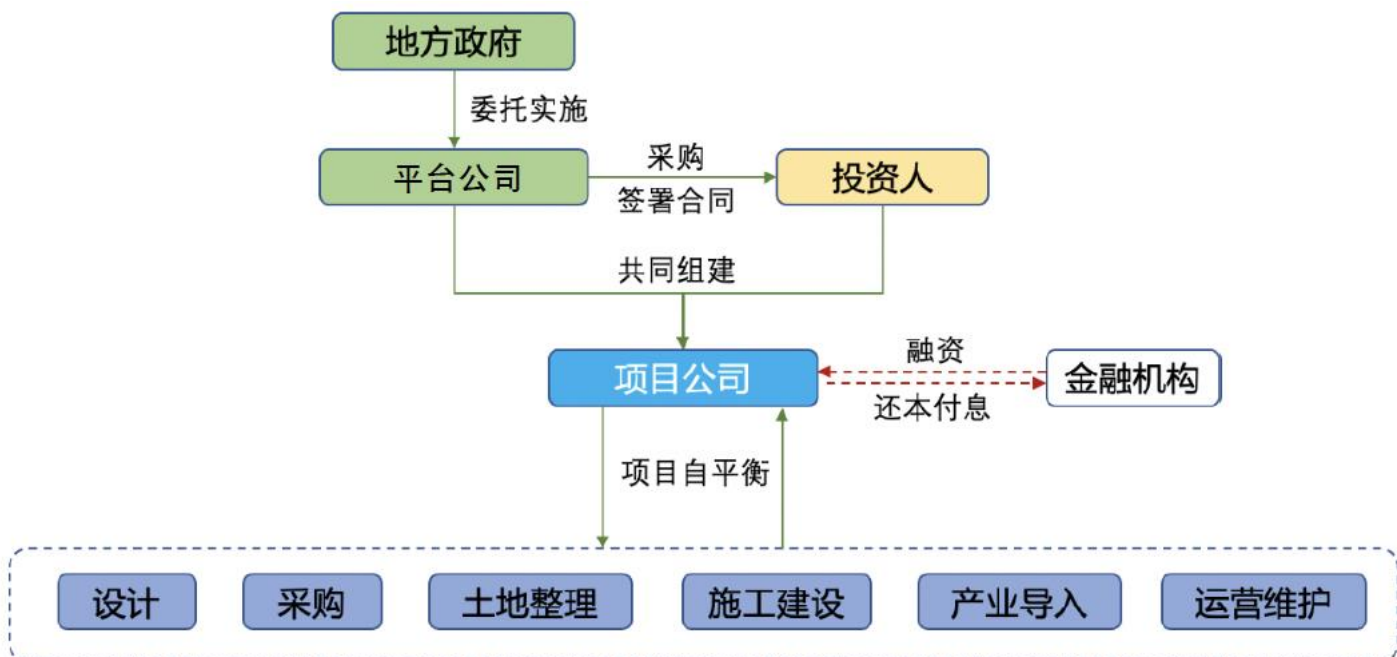 地方政府
委托实施
平台公司
采购
签署合同
投资人
共同组建
项目公司
融资
还本付息
金融机构
项目自平衡
设计
采购
土地整理
施工建设
产业导入
运营维护